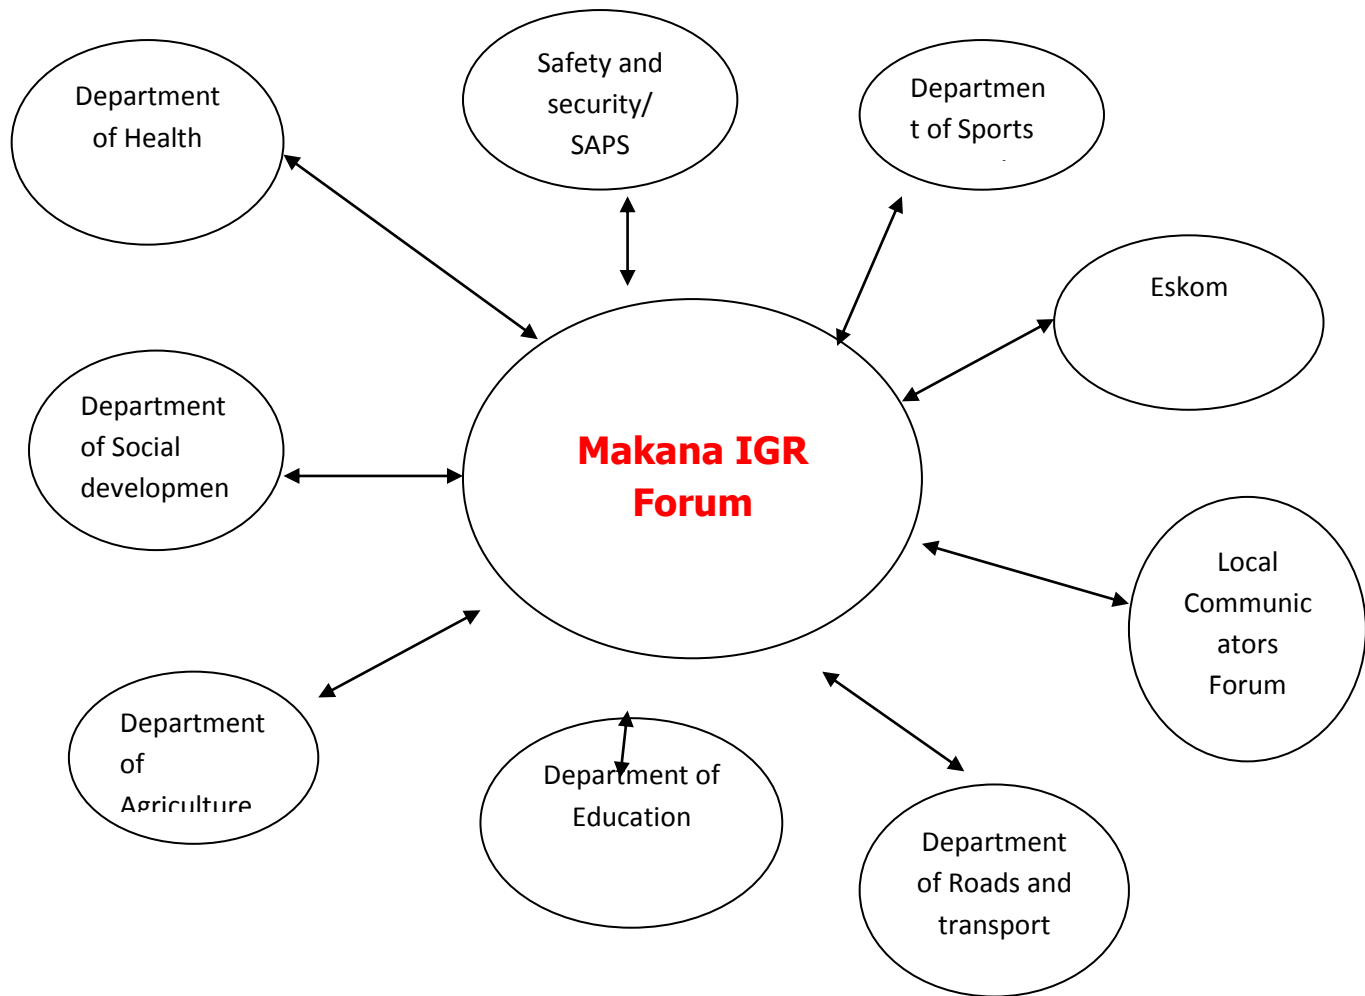 Department
of Health
Safety and
security/
SAPS
Departmen
t of Sports
Eskom
Makana IGR
Forum
Department
of Social
developmen
Local
Communic
ators
Forum
Department
of
Agriculture
Department of
Education
Department
of Roads and
transport